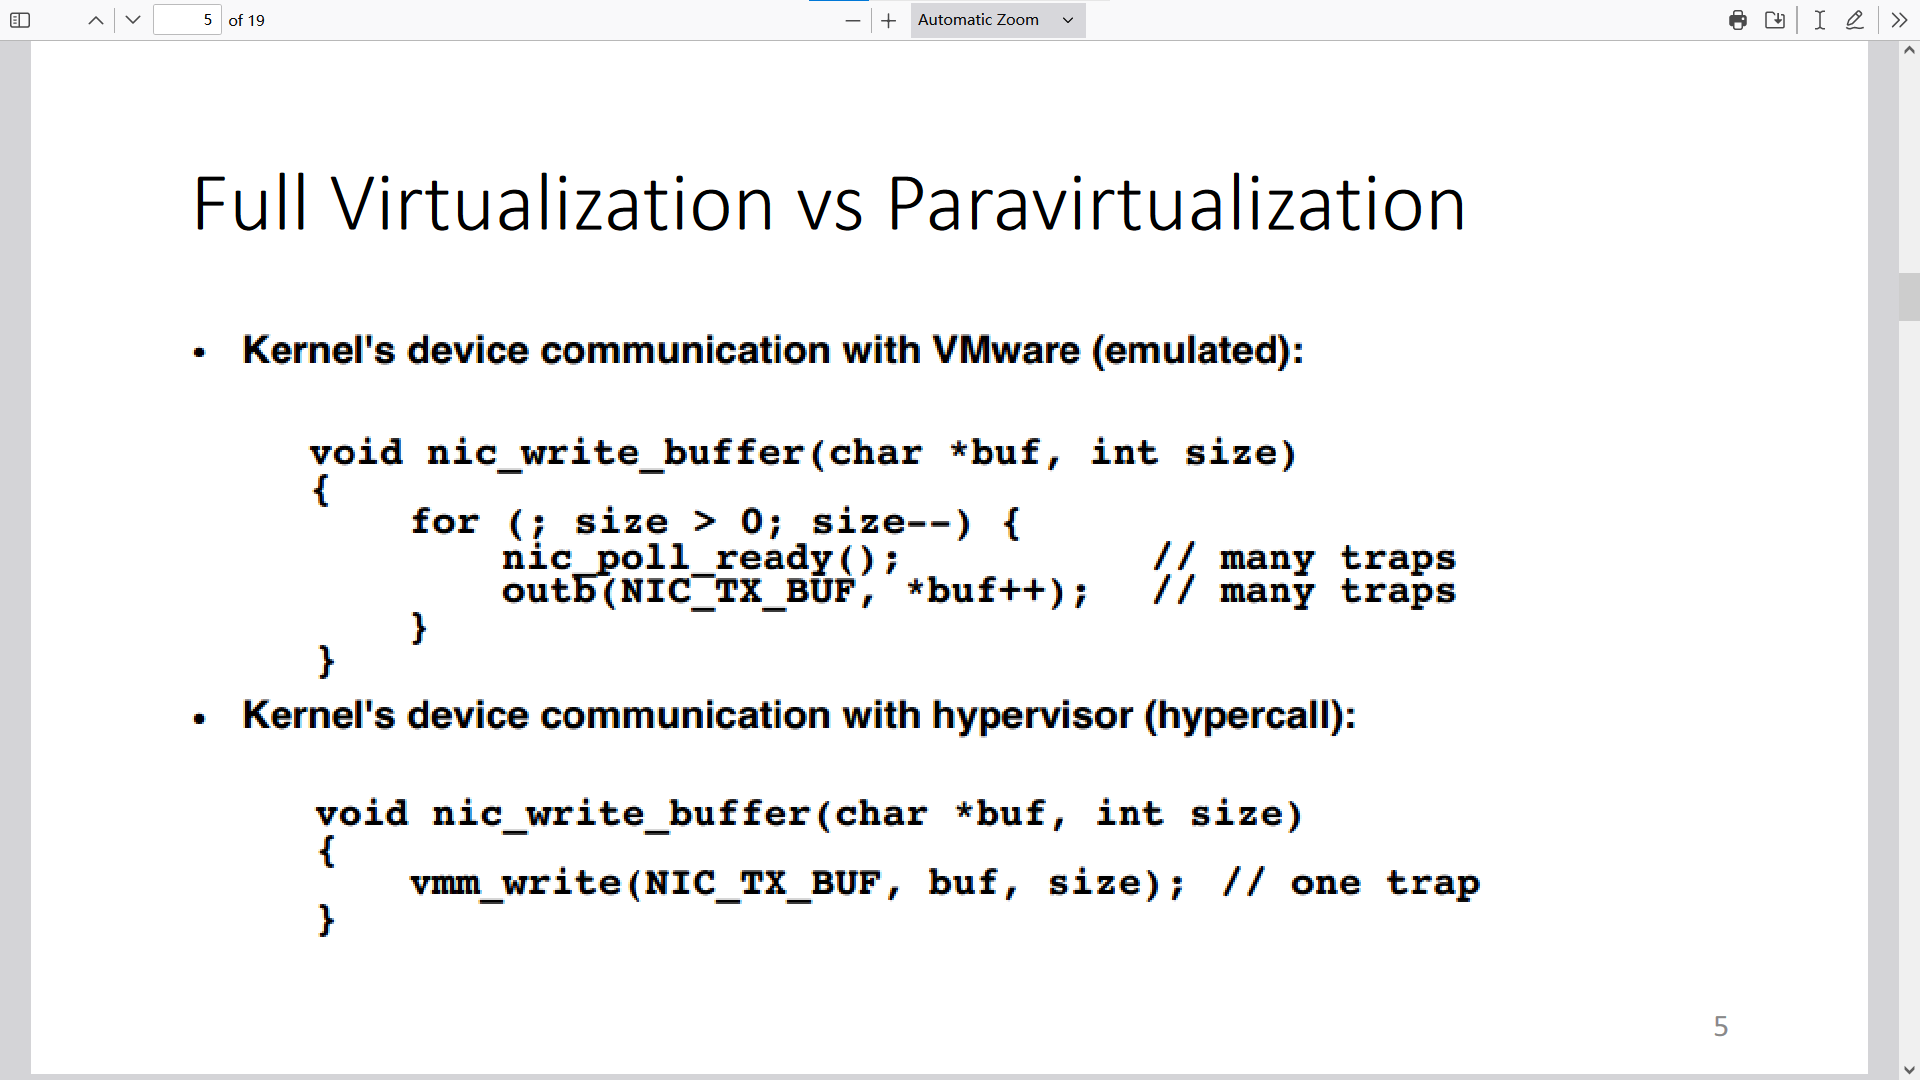 5 of 19 Automatic Zoom
Full Virtualization vs Paravirtualization
• Kernel's device communication with VMware (emulated):
void nic_write_buffer(char *buf, int size)
{
for (; size > 0; size--) {
nic_poll_ready(); // many traps
outb(NIC_TX_BUF, *buf++); // many traps
}
}
• Kernel's device communication with hypervisor (hypercall):
void nic_write_buffer(char *buf, int size)
{
vmm_write(NIC_TX_BUF, buf, size); // one trap
}
5